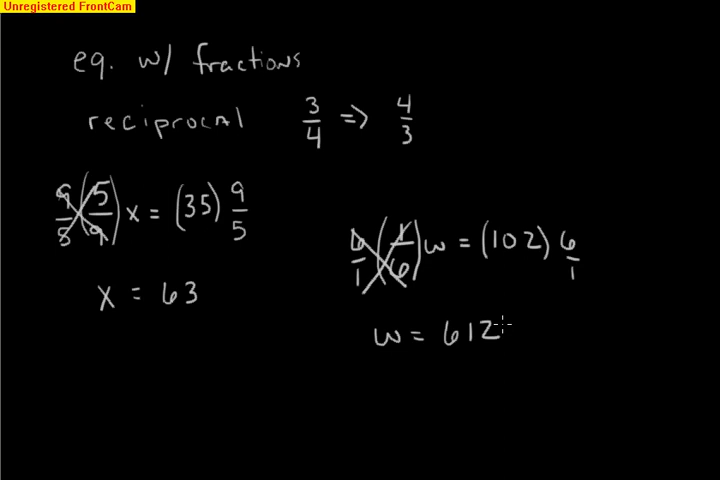 Unregistered FrontCam
eq. w/ fractions
reciprocal 3/4 => 4/3
9/5 (5/9) x = (35) 9/5
x = 63
6/1 (1/6) w = (102) 6/1
w = 612